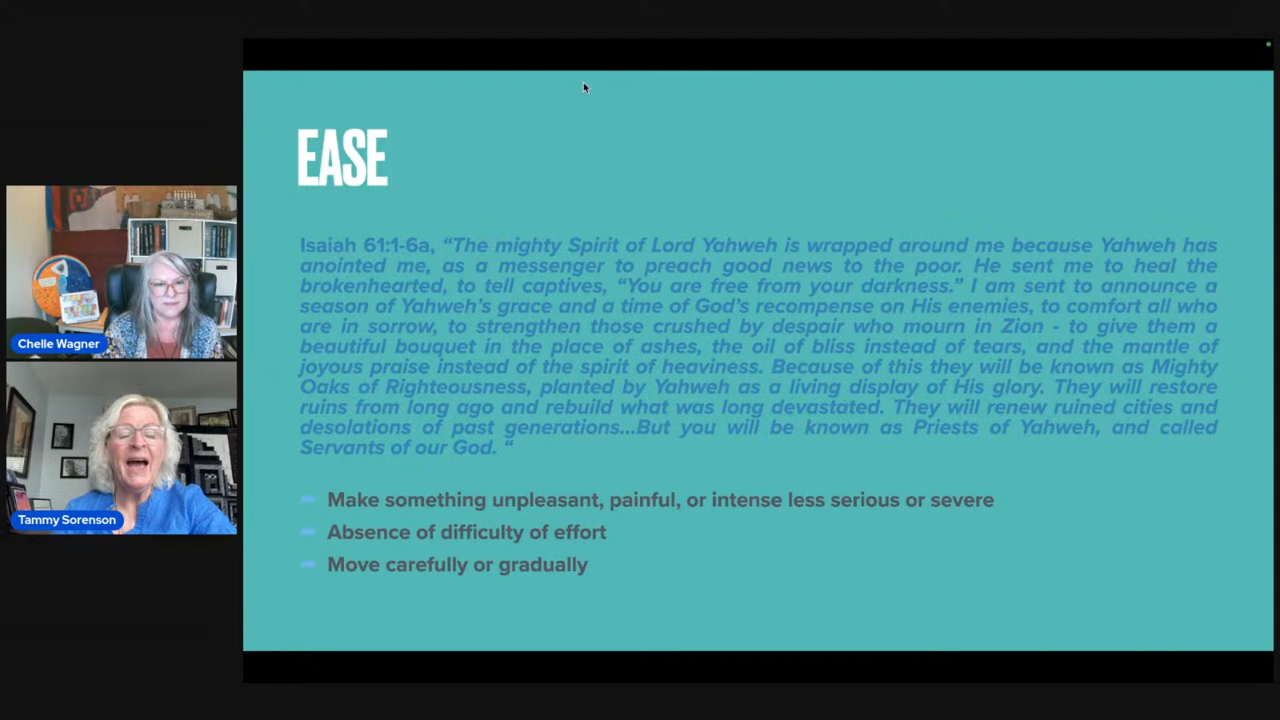 EASE
Isaiah 61:1-6a, “The mighty Spirit of Lord Yahweh is wrapped around me because Yahweh has
anointed me, as a messenger to preach good news to the poor. He sent me to heal the
brokenhearted, to tell captives, “You are free from your darkness.” I am sent to announce a
season of Yahweh’s grace and a time of God’s recompense on His enemies, to comfort all who
are in sorrow, to strengthen those crushed by despair who mourn in Zion - to give them a
beautiful bouquet in the place of ashes, the oil of bliss instead of tears, and the mantle of
joyous praise instead of the spirit of heaviness. Because of this they will be known as Mighty
Oaks of Righteousness, planted by Yahweh as a living display of His glory. They will restore
ruins from long ago and rebuild what was long devastated. They will renew ruined cities and
desolations of past generations...But you will be known as Priests of Yahweh, and called
Servants of our God. “
Make something unpleasant, painful, or intense less serious or severe
Absence of difficulty of effort
Move carefully or gradually
Chelle Wagner
Tammy Sorenson